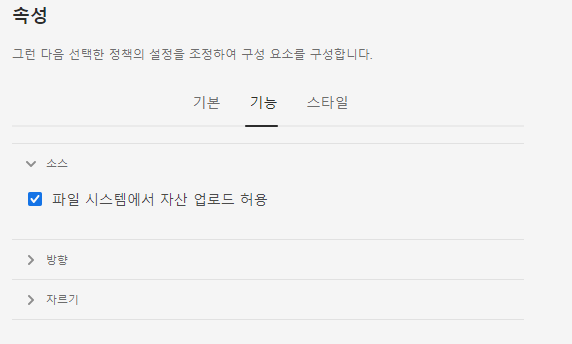 속성
그런 다음 선택한 정책의 설정을 조정하여 구성 요소를 구성합니다.
기본 기능 스타일
소스
파일 시스템에서 자산 업로드 허용
방향
자르기